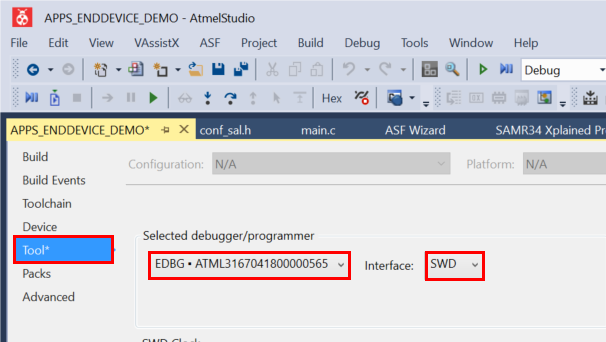 APPS_ENDDEVICE_DEMO - AtmelStudio
File Edit View VAssistX ASF Project Build Debug Tools Window Help
Debug
Hex
APPS_ENDDEVICE_DEMO* conf_sal.h main.c ASF Wizard SAMR34 Xplained Pro
Build
Build Events
Toolchain
Device
Tool*
Packs
Advanced
Configuration: N/A Platform: N/A
Selected debugger/programmer
EDBG • ATML3167041800000565 Interface: SWD
SWD Clock